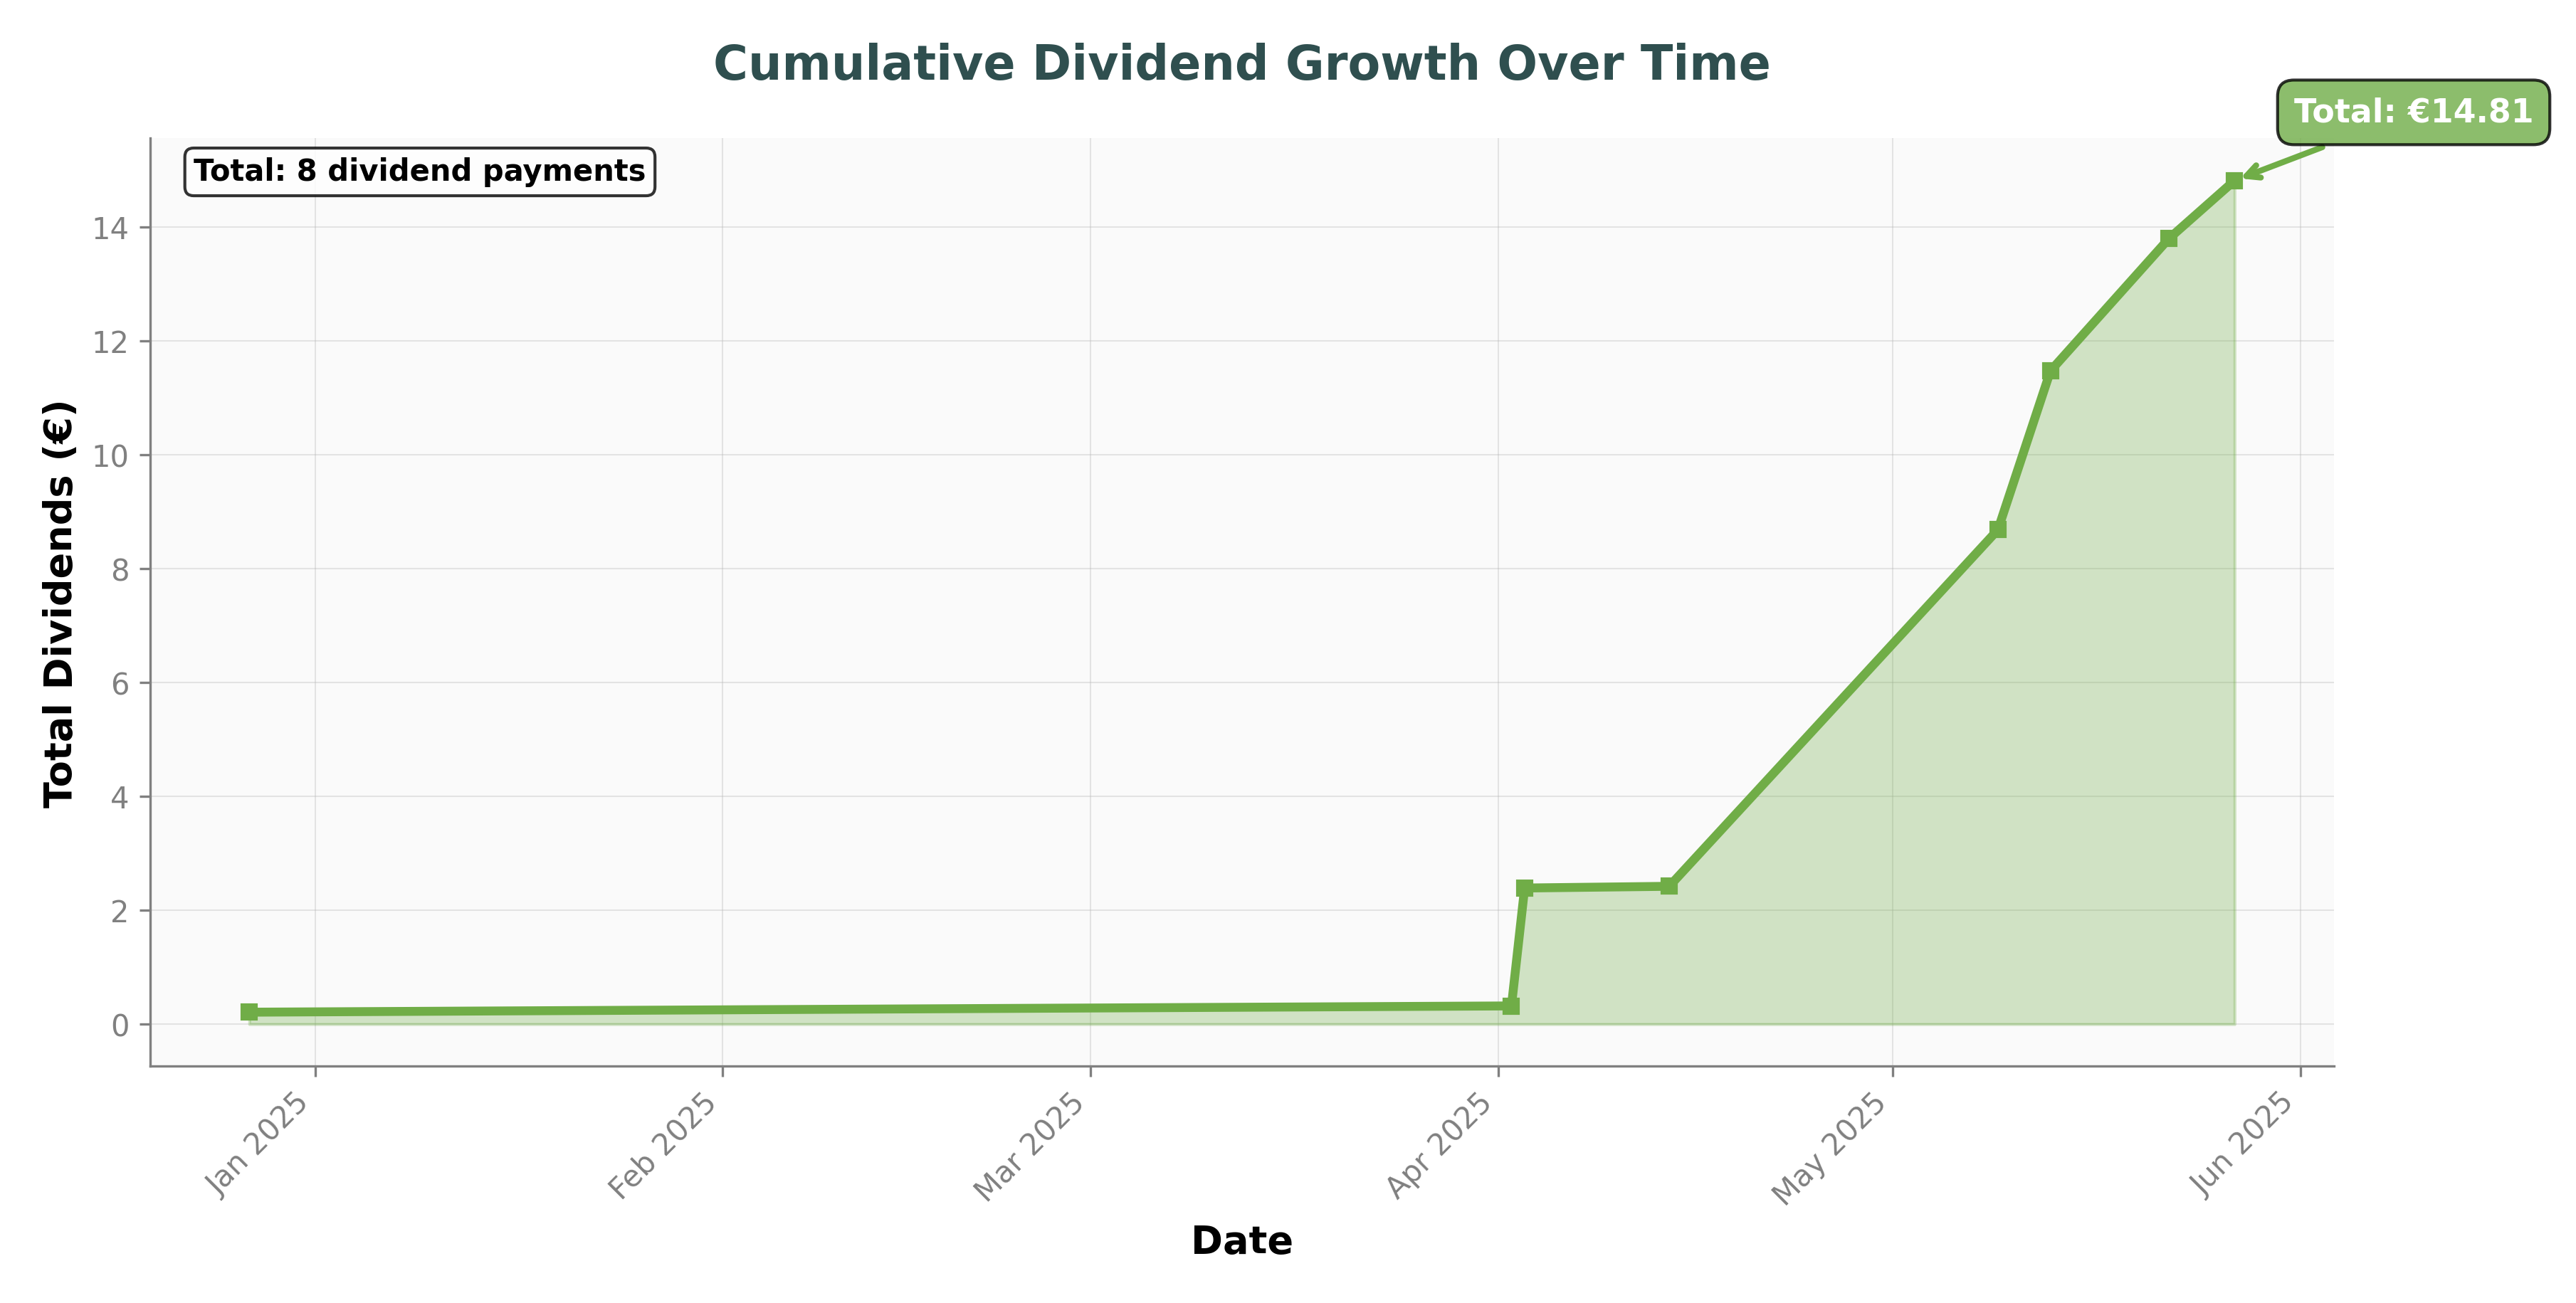 Cumulative Dividend Growth Over Time
Total: €14.81
Total: 8 dividend payments
Total Dividends (€)
14
12
10
8
6
4
2
0
Jan 2025
Feb 2025
Mar 2025
Apr 2025
May 2025
Jun 2025
Date